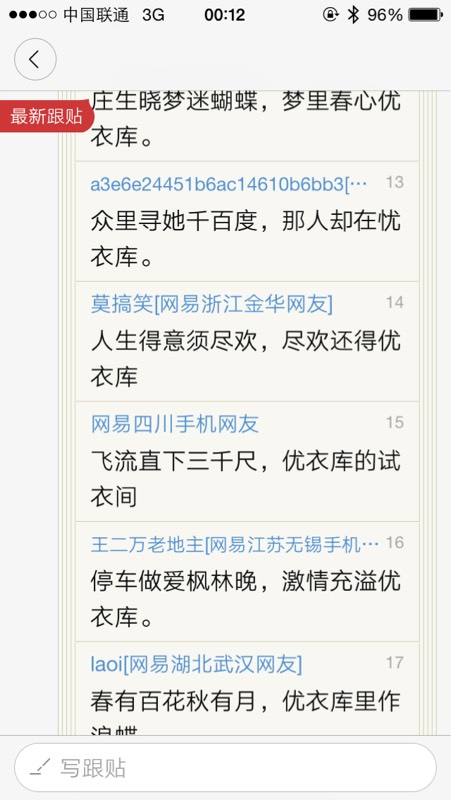 中国联通 3G 00:12 96%
最新跟贴
庄生晓梦迷蝴蝶，梦里春心优
衣库。
a3e6e24451b6ac14610b6bb3[… 13
众里寻她千百度，那人却在忧
衣库。
莫搞笑[网易浙江金华网友] 14
人生得意须尽欢，尽欢还得优
衣库
网易四川手机网友 15
飞流直下三千尺，优衣库的试
衣间
王二万老地主[网易江苏无锡手机… 16
停车做爱枫林晚，激情充溢优
衣库。
laoi[网易湖北武汉网友] 17
春有百花秋有月，优衣库里作
浪蝶
写跟贴